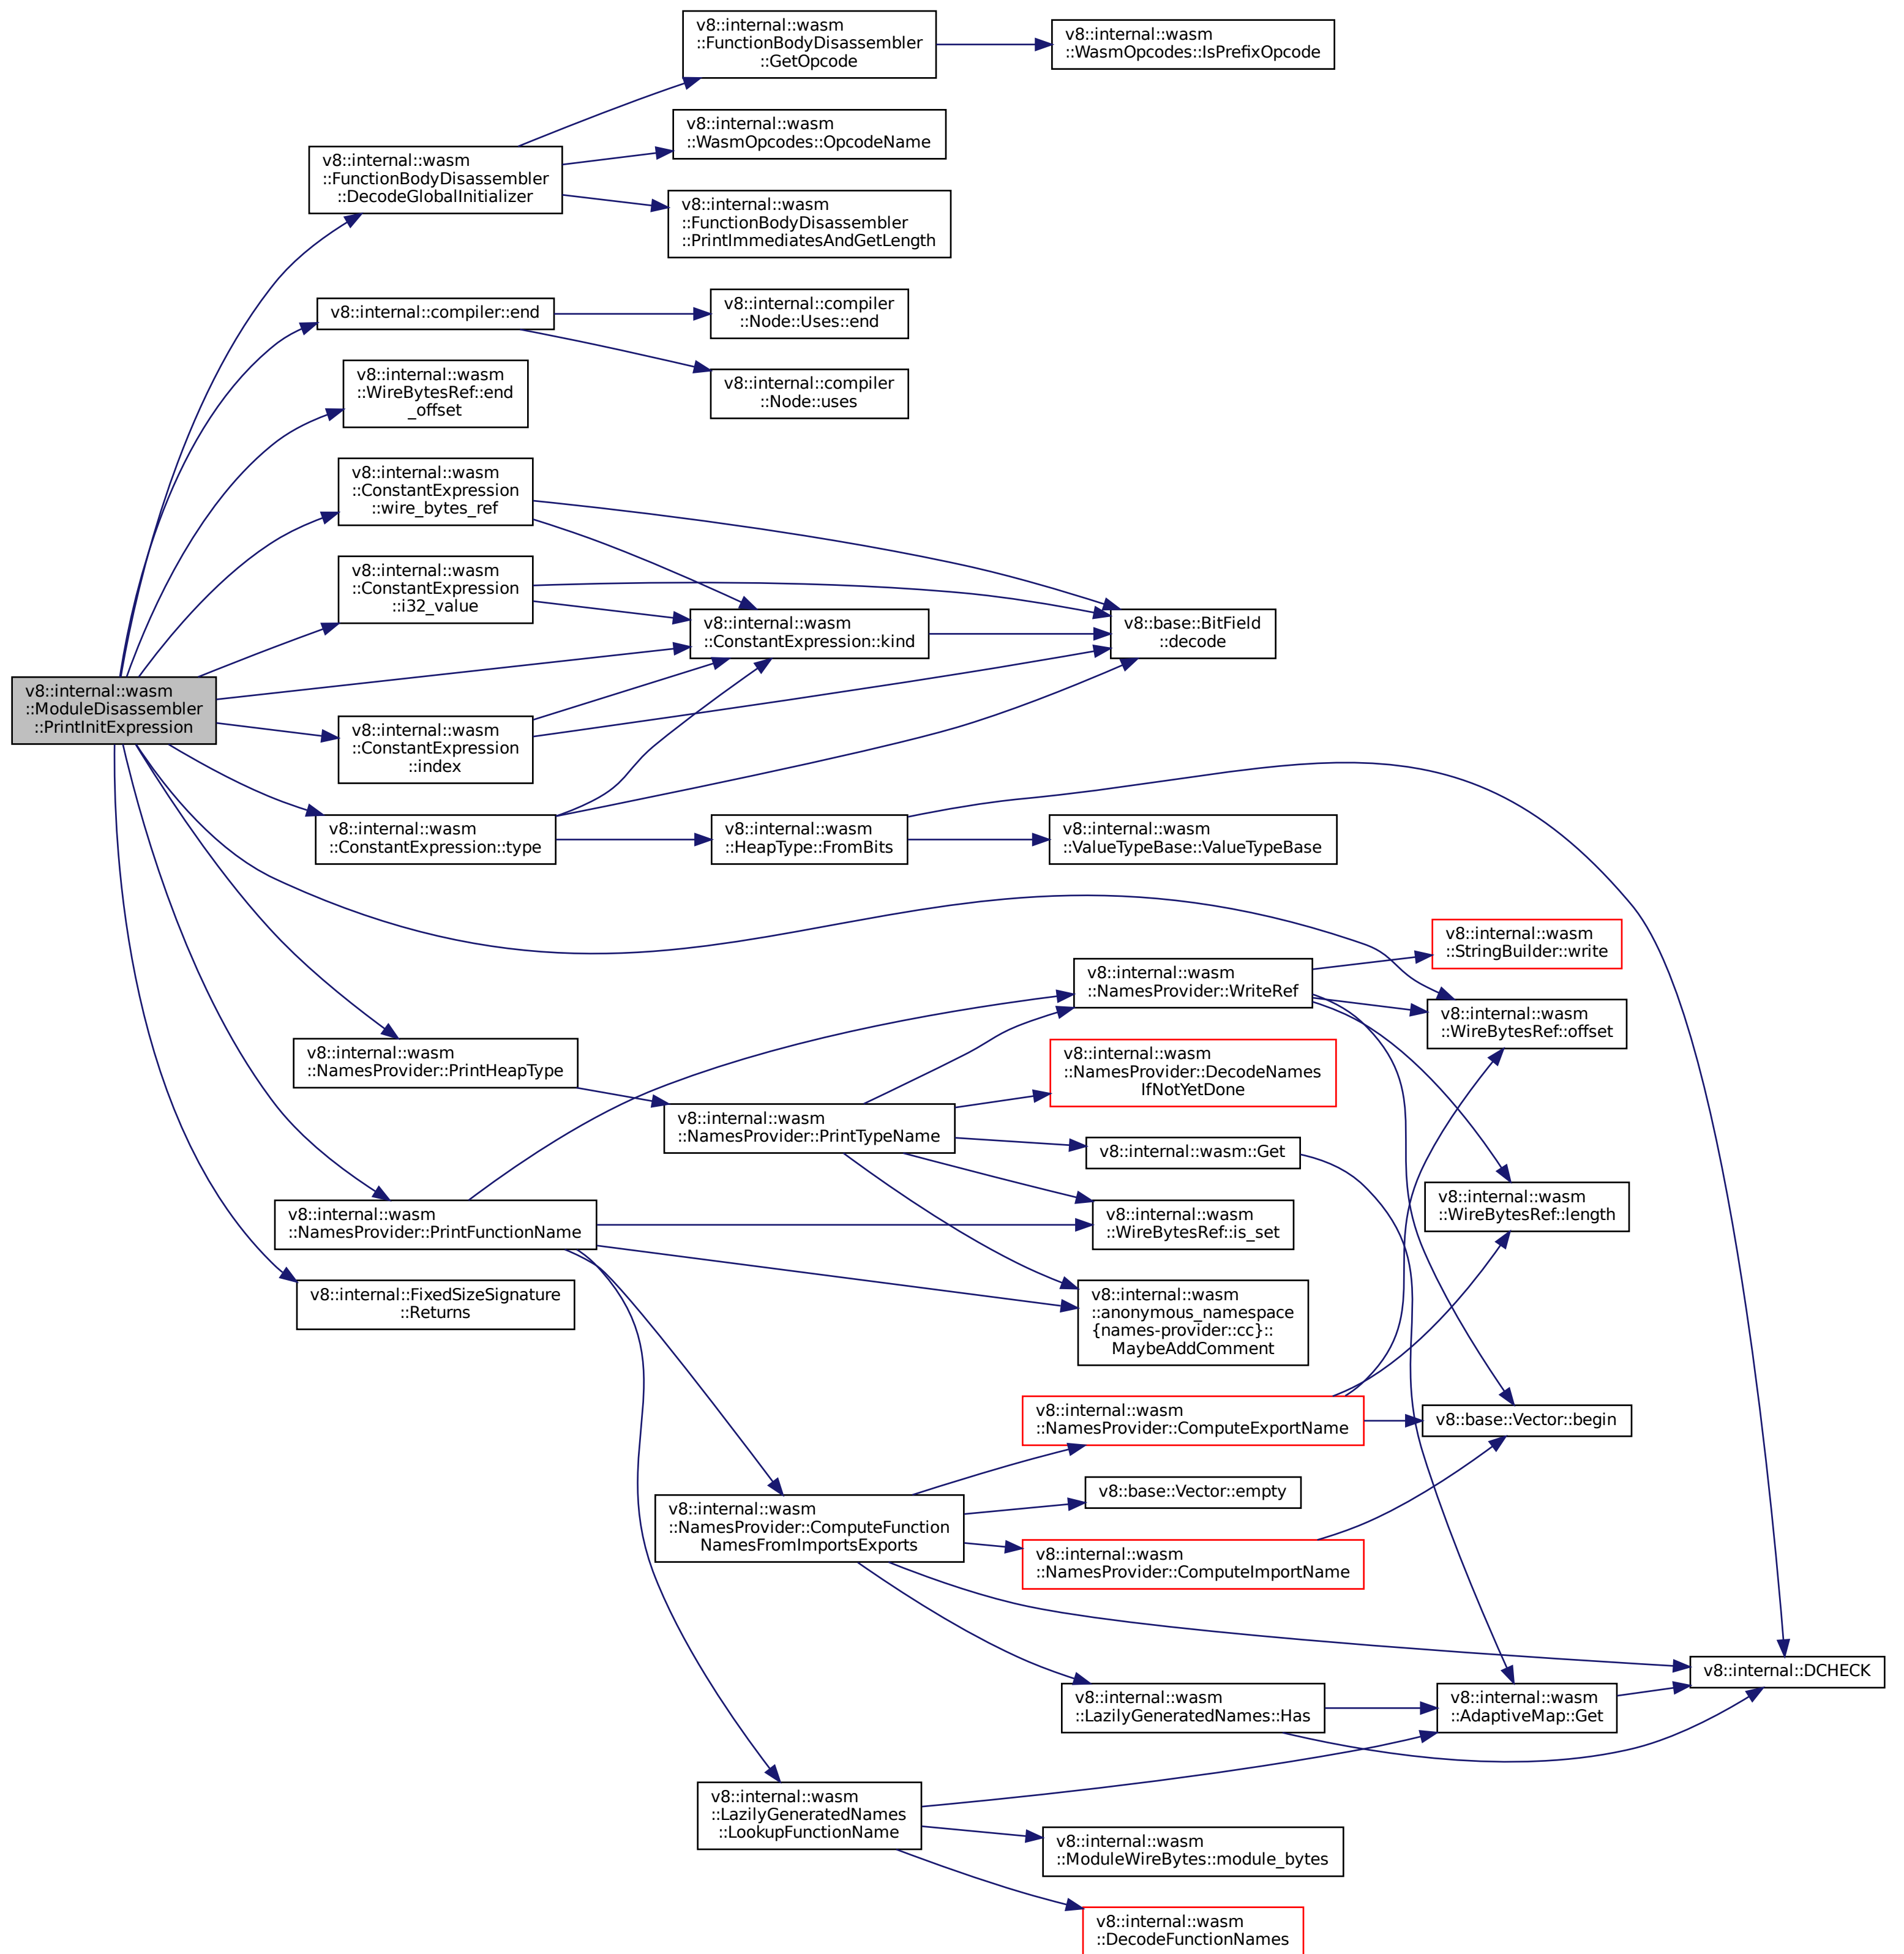 v8::internal::wasm
::FunctionBodyDisassembler
::GetOpcode
v8::internal::wasm
::WasmOpcodes::IsPrefixOpcode
v8::internal::wasm
::WasmOpcodes::OpcodeName
v8::internal::wasm
::FunctionBodyDisassembler
::DecodeGlobalInitializer
v8::internal::wasm
::FunctionBodyDisassembler
::PrintImmediatesAndGetLength
v8::internal::compiler::end
v8::internal::compiler
::Node::Uses::end
v8::internal::wasm
::WireBytesRef::end
_offset
v8::internal::compiler
::Node::uses
v8::internal::wasm
::ConstantExpression
::wire_bytes_ref
v8::internal::wasm
::ConstantExpression
::i32_value
v8::internal::wasm
::ConstantExpression::kind
v8::base::BitField
::decode
v8::internal::wasm
::ModuleDisassembler
::PrintInitExpression
v8::internal::wasm
::ConstantExpression
::index
v8::internal::wasm
::ConstantExpression::type
v8::internal::wasm
::HeapType::FromBits
v8::internal::wasm
::ValueTypeBase::ValueTypeBase
v8::internal::wasm
::StringBuilder::write
v8::internal::wasm
::NamesProvider::WriteRef
v8::internal::wasm
::WireBytesRef::offset
v8::internal::wasm
::NamesProvider::PrintHeapType
v8::internal::wasm
::NamesProvider::DecodeNames
IfNotYetDone
v8::internal::wasm
::NamesProvider::PrintTypeName
v8::internal::wasm::Get
v8::internal::wasm
::WireBytesRef::length
v8::internal::wasm
::NamesProvider::PrintFunctionName
v8::internal::wasm
::WireBytesRef::is_set
v8::internal::FixedSizeSignature
::Returns
v8::internal::wasm
::anonymous_namespace
{names-provider::cc}::
MaybeAddComment
v8::internal::wasm
::NamesProvider::ComputeExportName
v8::base::Vector::begin
v8::base::Vector::empty
v8::internal::wasm
::NamesProvider::ComputeFunction
NamesFromImportsExports
v8::internal::wasm
::NamesProvider::ComputeImportName
v8::internal::DCHECK
v8::internal::wasm
::LazilyGeneratedNames::Has
v8::internal::wasm
::AdaptiveMap::Get
v8::internal::wasm
::LazilyGeneratedNames
::LookupFunctionName
v8::internal::wasm
::ModuleWireBytes::module_bytes
v8::internal::wasm
::DecodeFunctionNames